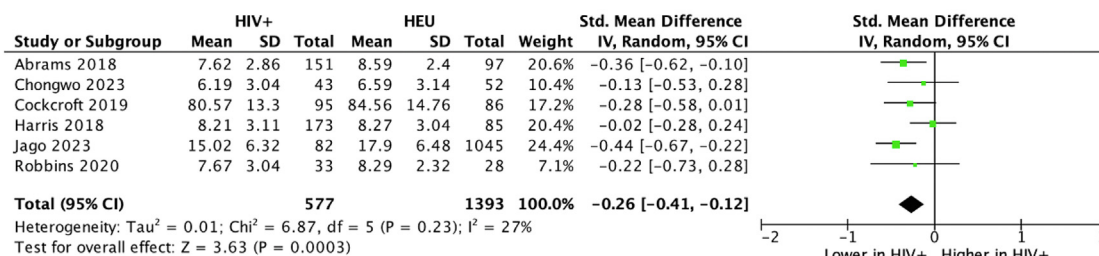 HIV+ HEU Std. Mean Difference Std. Mean Difference
Study or Subgroup Mean SD Total Mean SD Total Weight IV, Random, 95% CI IV, Random, 95% CI
Abrams 2018 7.62 2.86 151 8.59 2.4 97 20.6% −0.36 [−0.62, −0.10]
Chongwo 2023 6.19 3.04 43 6.59 3.14 52 10.4% −0.13 [−0.53, 0.28]
Cockcroft 2019 80.57 13.3 95 84.56 14.76 86 17.2% −0.28 [−0.58, 0.01]
Harris 2018 8.21 3.11 173 8.27 3.04 85 20.4% −0.02 [−0.28, 0.24]
Jago 2023 15.02 6.32 82 17.9 6.48 1045 24.4% −0.44 [−0.67, −0.22]
Robbins 2020 7.67 3.04 33 8.29 2.32 28 7.1% −0.22 [−0.73, 0.28]
Total (95% CI) 577 1393 100.0% −0.26 [−0.41, −0.12]
Heterogeneity: Tau² = 0.01; Chi² = 6.87, df = 5 (P = 0.23); I² = 27%
Test for overall effect: Z = 3.63 (P = 0.0003)
−2 −1 0 1
Lower in HIV+ Higher in HIV+